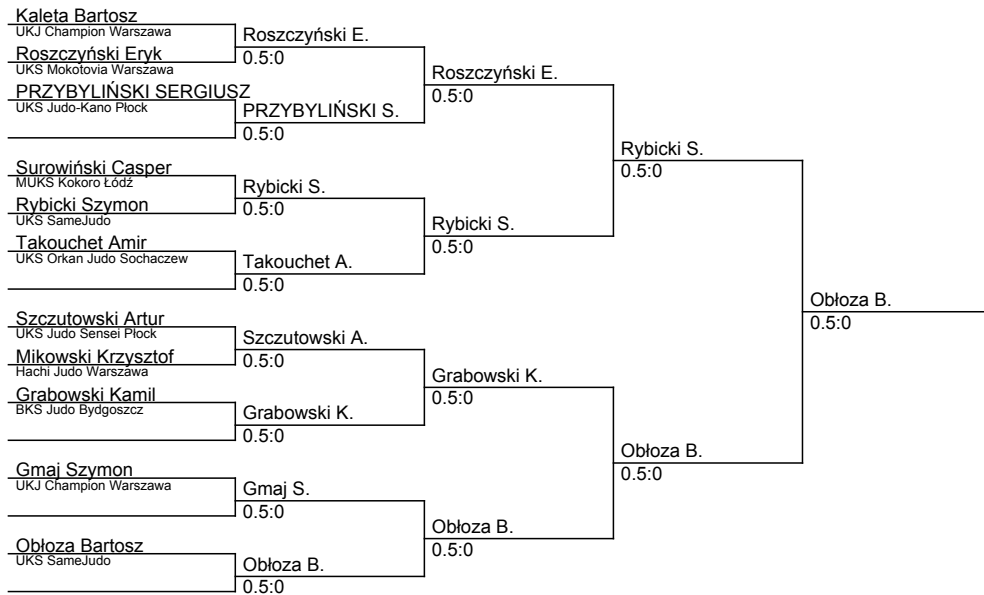 Kaleta Bartosz
UKJ Champion Warszawa
Roszczyński Eryk
UKS Mokotovia Warszawa
PRZYBYLIŃSKI SERGIUSZ
UKS Judo-Kano Płock
Surowiński Casper
MUKS Kokoro Łódź
Rybicki Szymon
UKS SameJudo
Takouchet Amir
UKS Orkan Judo Sochaczew
Szczutowski Artur
UKS Judo Sensei Płock
Mikowski Krzysztof
Hachi Judo Warszawa
Grabowski Kamil
BKS Judo Bydgoszcz
Gmaj Szymon
UKJ Champion Warszawa
Obłoza Bartosz
UKS SameJudo
Roszczyński E.
0.5:0
PRZYBYLIŃSKI S.
0.5:0
Rybicki S.
0.5:0
Takouchet A.
0.5:0
Szczutowski A.
0.5:0
Grabowski K.
0.5:0
Gmaj S.
0.5:0
Obłoza B.
0.5:0
Roszczyński E.
0.5:0
Rybicki S.
0.5:0
Grabowski K.
0.5:0
Obłoza B.
0.5:0
Rybicki S.
0.5:0
Obłoza B.
0.5:0
Obłoza B.
0.5:0